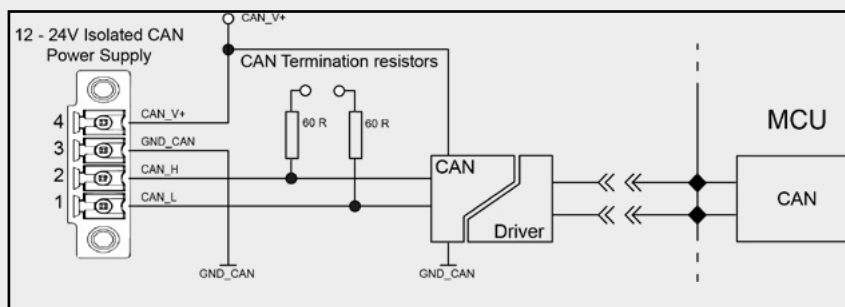 CAN_V+
12 - 24V Isolated CAN
Power Supply
CAN Termination resistors
4
CAN_V+
60 R
60 R
3
GND_CAN
2
CAN_H
1
CAN_L
CAN
Driver
MCU
CAN
GND_CAN
GND_CAN